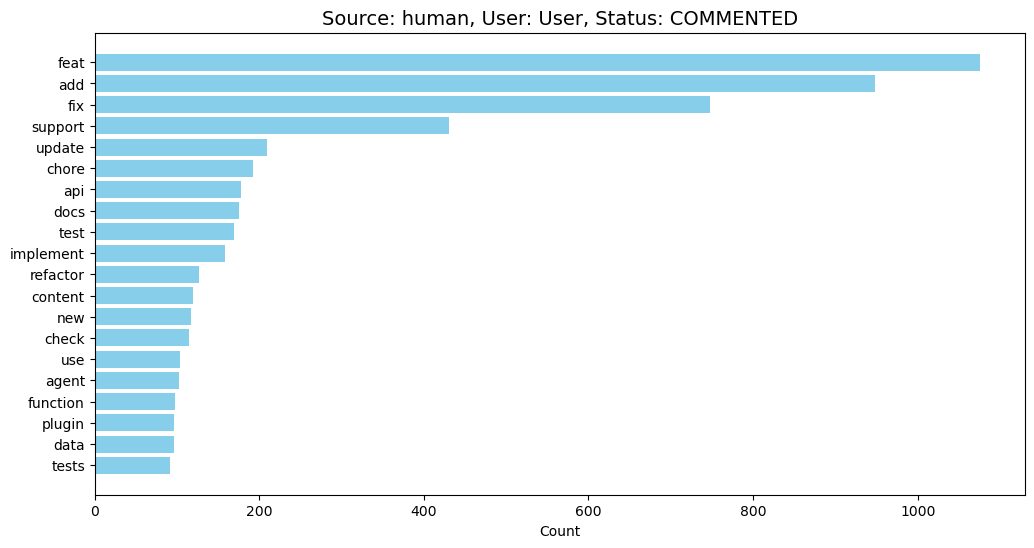 Source: human, User: User, Status: COMMENTED
feat
add
fix
support
update
chore
api
docs
test
implement
refactor
content
new
check
use
agent
function
plugin
data
tests
0 200 400 600 800 1000
Count